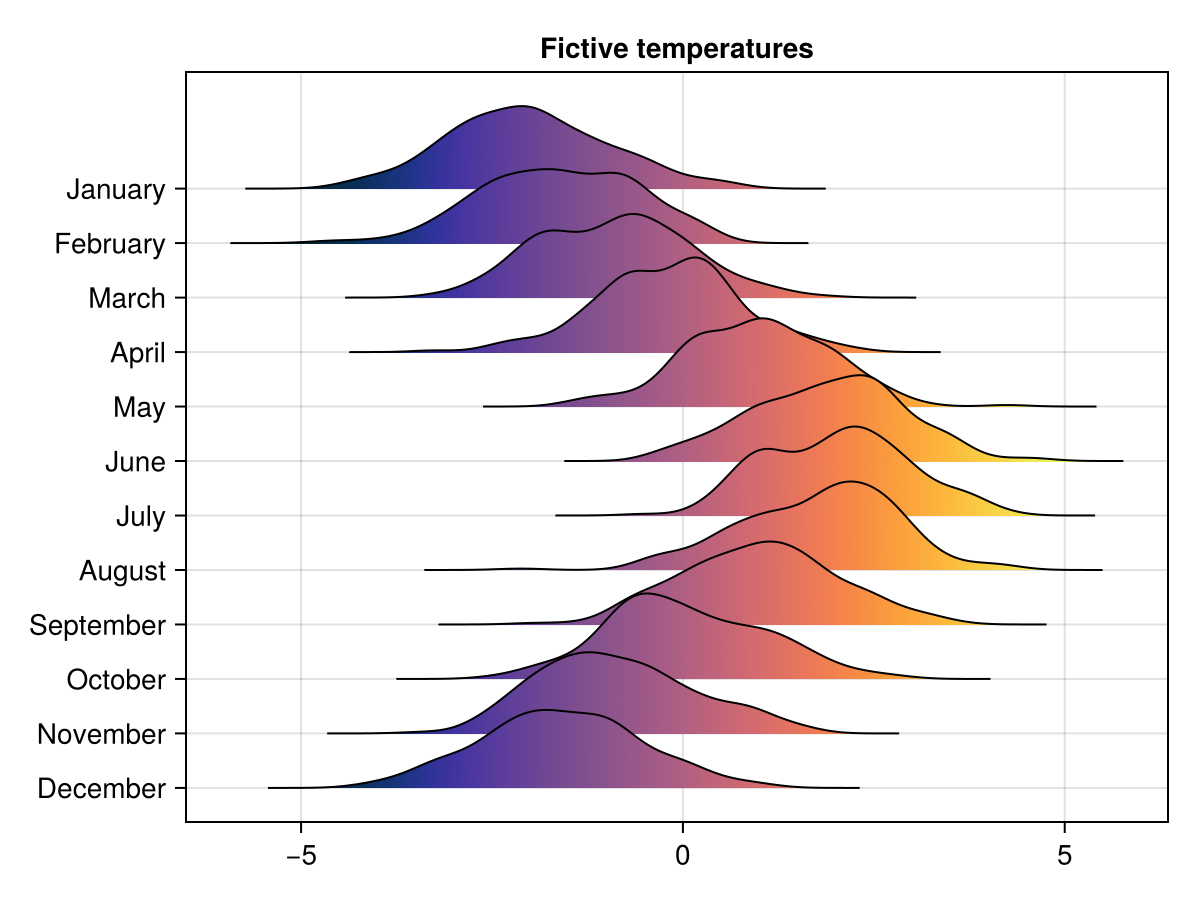 Fictive temperatures
January
February
March
April
May
June
July
August
September
October
November
December
−5 0 5